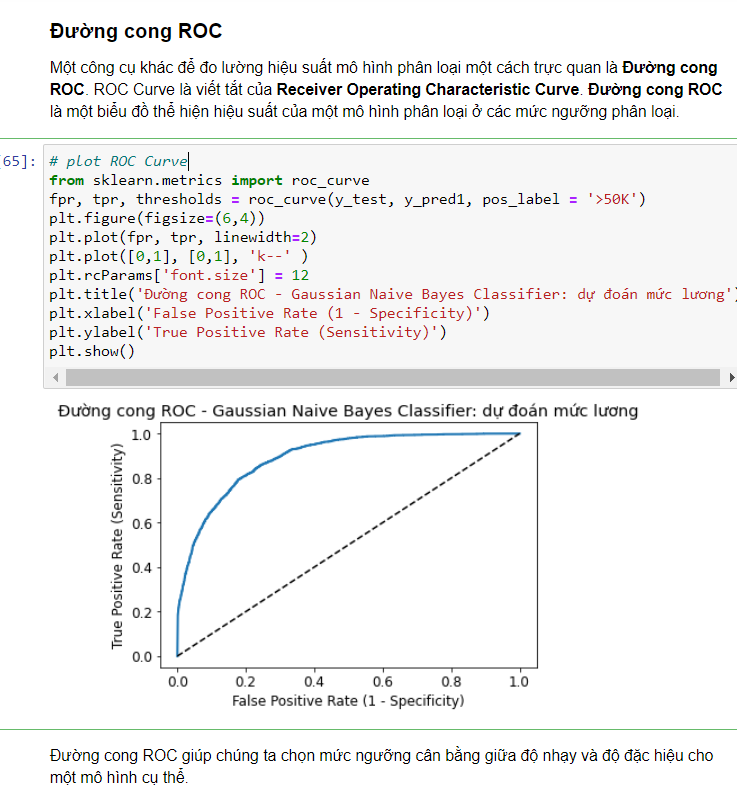 Đường cong ROC
Một công cụ khác để đo lường hiệu suất mô hình phân loại một cách trực quan là Đường cong
ROC. ROC Curve là viết tắt của Receiver Operating Characteristic Curve. Đường cong ROC
là một biểu đồ thể hiện hiệu suất của một mô hình phân loại ở các mức ngưỡng phân loại.
65]: # plot ROC Curve
from sklearn.metrics import roc_curve
fpr, tpr, thresholds = roc_curve(y_test, y_pred1, pos_label = '>50K')
plt.figure(figsize=(6,4))
plt.plot(fpr, tpr, linewidth=2)
plt.plot([0,1], [0,1], 'k--' )
plt.rcParams['font.size'] = 12
plt.title('Đường cong ROC - Gaussian Naive Bayes Classifier: dự đoán mức lương')
plt.xlabel('False Positive Rate (1 - Specificity)')
plt.ylabel('True Positive Rate (Sensitivity)')
plt.show()
Đường cong ROC - Gaussian Naive Bayes Classifier: dự đoán mức lương
True Positive Rate (Sensitivity)
1.0
0.8
0.6
0.4
0.2
0.0
0.0 0.2 0.4 0.6 0.8 1.0
False Positive Rate (1 - Specificity)
Đường cong ROC giúp chúng ta chọn mức ngưỡng cân bằng giữa độ nhạy và độ đặc hiệu cho
một mô hình cụ thể.